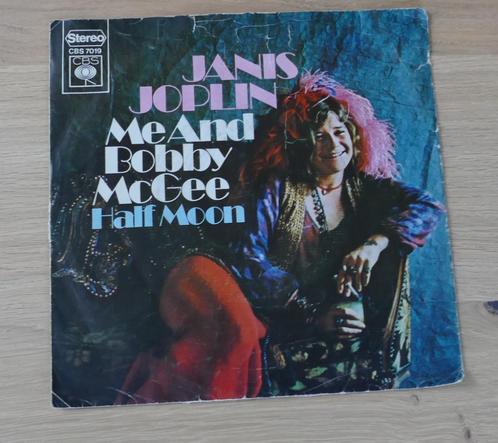 Stereo
CBS 7019
CBS
JANIS
JOPLIN
Me And
Bobby
McGee
Half Moon